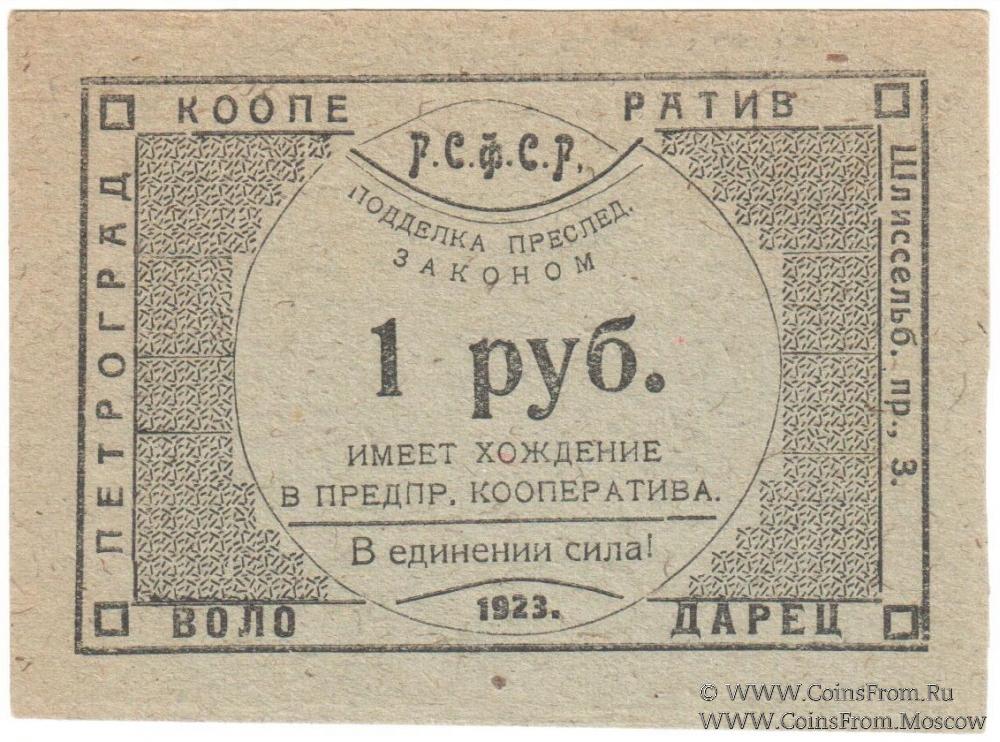 КООПЕ РАТИВ
Р.С.Ф.С.Р.
ПОДДЕЛКА ПРЕСЛЕД.
ЗАКОНОМ
ПЕТРОГРАД
Шлиссельб. пр., 3.
1 руб.
ИМЕЕТ ХОЖДЕНИЕ
В ПРЕДПР. КООПЕРАТИВА.
В единении сила!
1923.
ВОЛО ДАРЕЦ
© WWW.CoinsFrom.Ru
WWW.CoinsFrom.Moscow